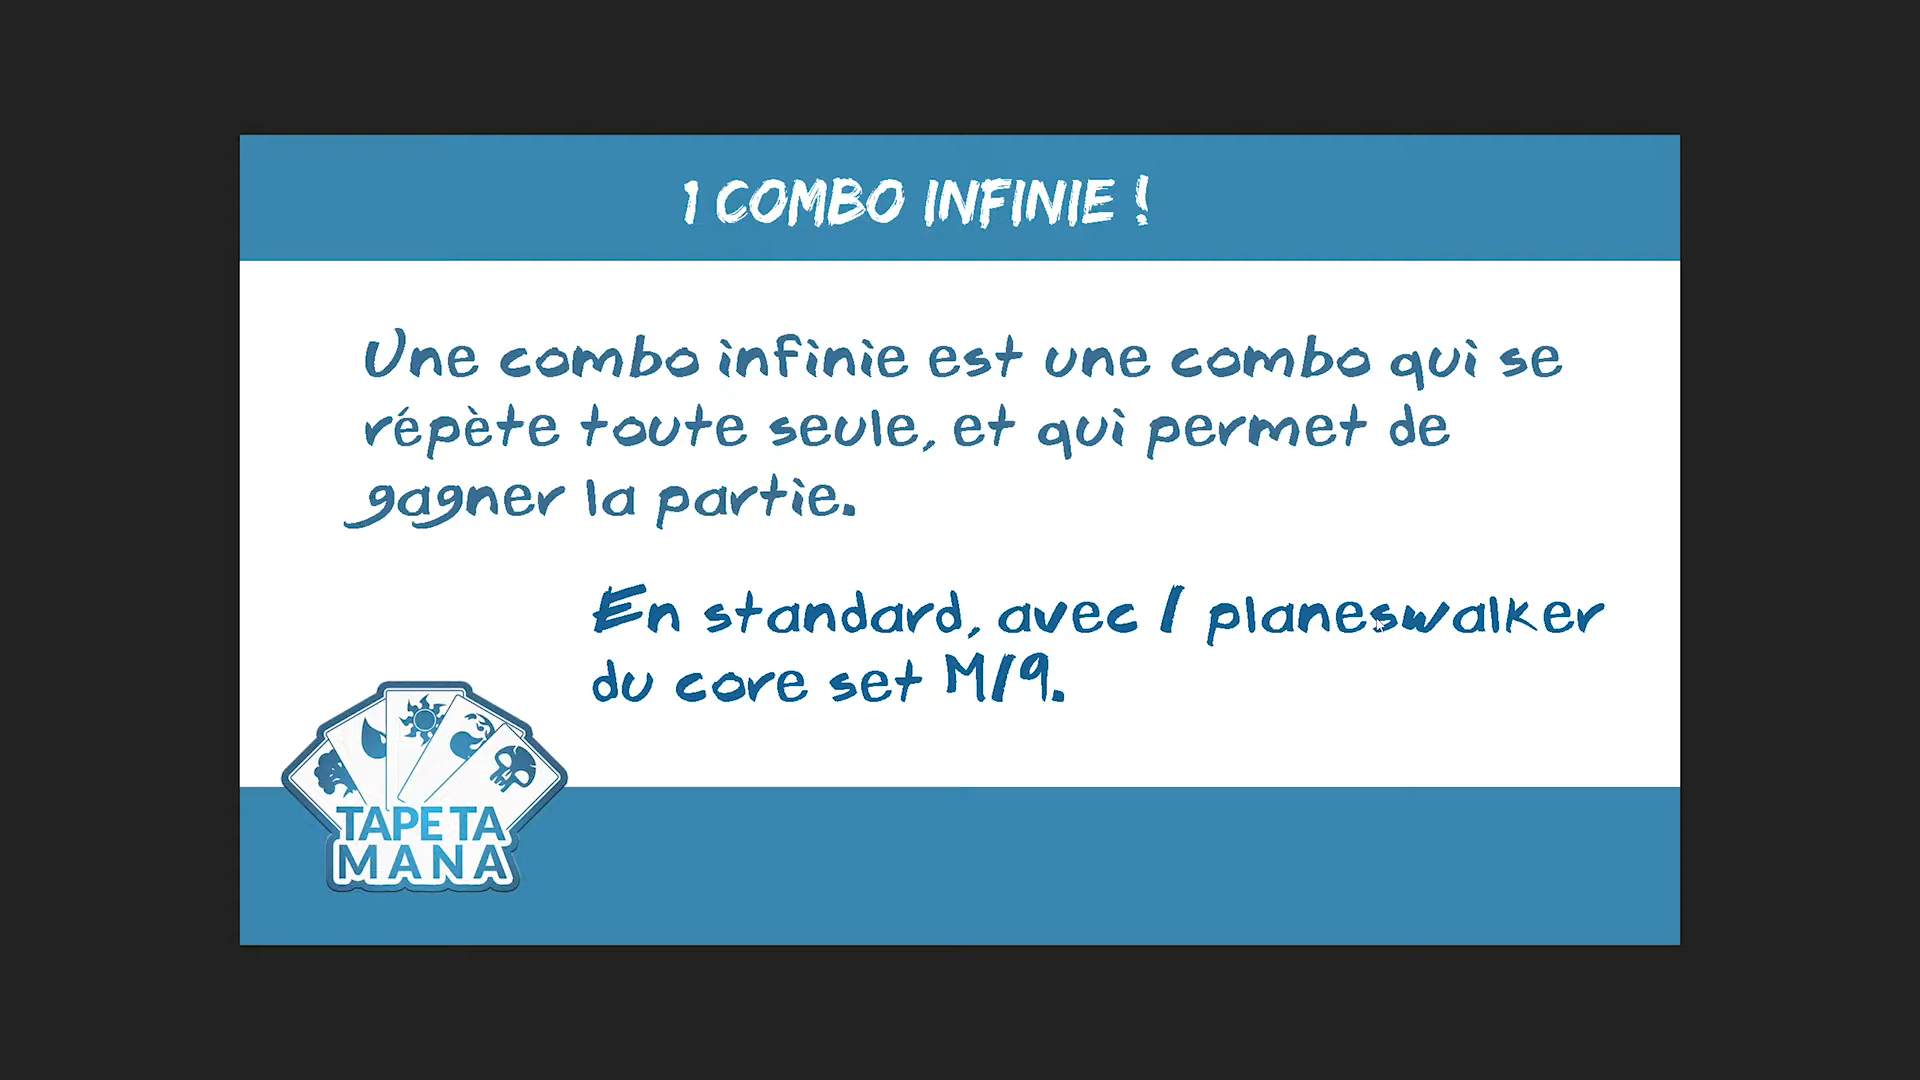 1 COMBO INFINIE !
Une combo infinie est une combo qui se
répète toute seule, et qui permet de
gagner la partie.
En standard, avec 1 planeswalker
du core set M19.
TAPE TA
MANA